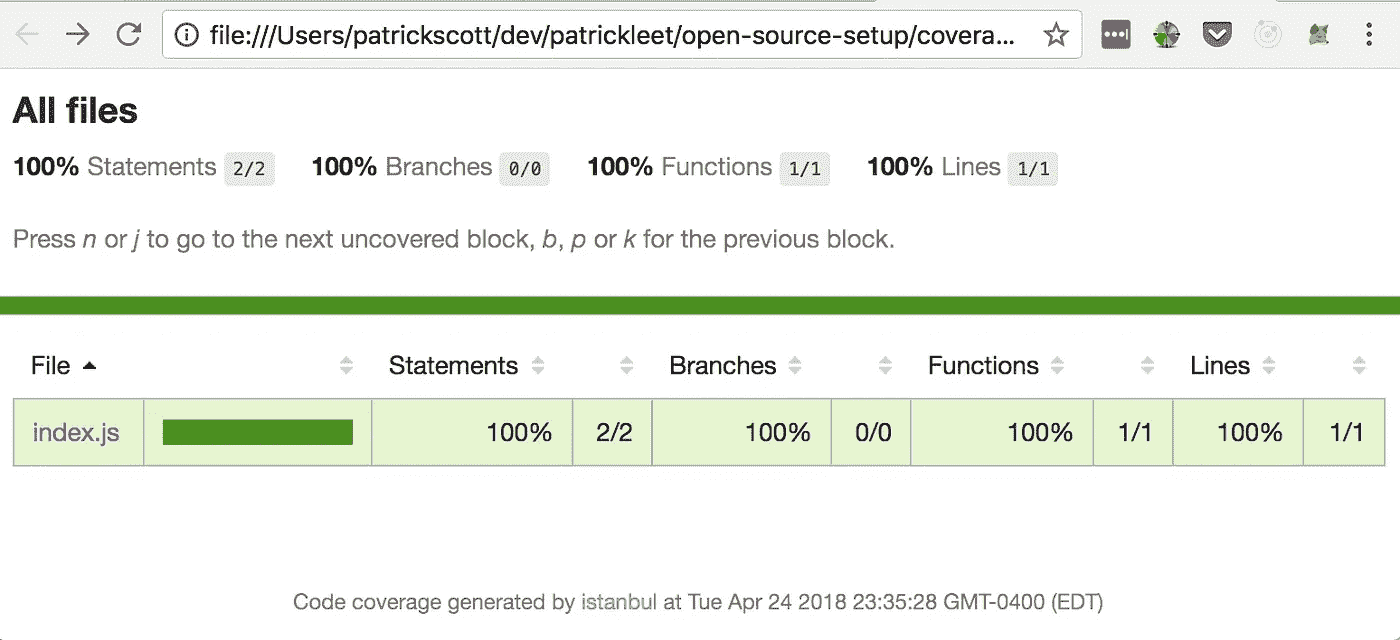 file:///Users/patrickscott/dev/patrickleet/open-source-setup/covera...
All files
100% Statements 2/2 100% Branches 0/0 100% Functions 1/1 100% Lines 1/1
Press n or j to go to the next uncovered block, b, p or k for the previous block.
File Statements Branches Functions Lines
index.js 100% 2/2 100% 0/0 100% 1/1 100% 1/1
Code coverage generated by istanbul at Tue Apr 24 2018 23:35:28 GMT-0400 (EDT)